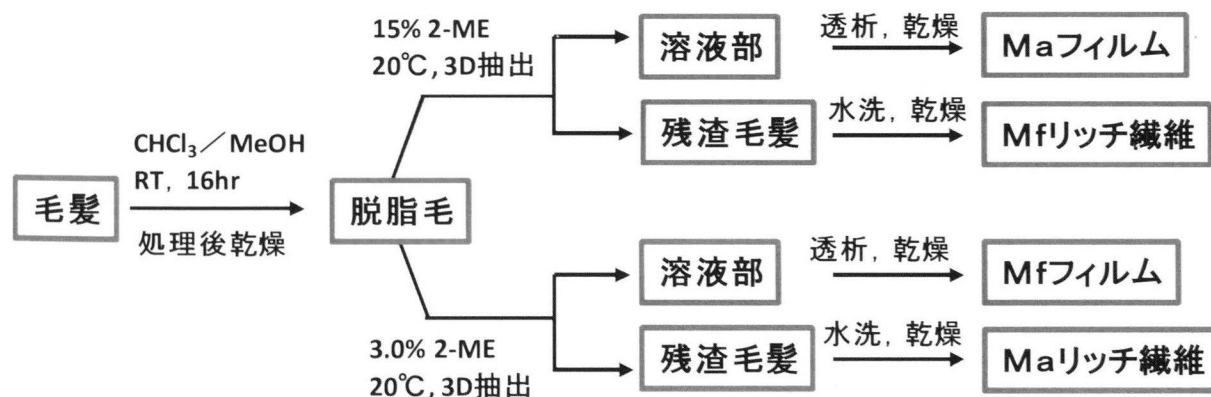 毛髪
CHCl₃／MeOH
RT, 16hr
処理後乾燥
脱脂毛
15% 2-ME
20℃, 3D抽出
溶液部
透析, 乾燥
Maフィルム
残渣毛髪
水洗, 乾燥
Mfリッチ繊維
3.0% 2-ME
20℃, 3D抽出
溶液部
透析, 乾燥
Mfフィルム
残渣毛髪
水洗, 乾燥
Maリッチ繊維